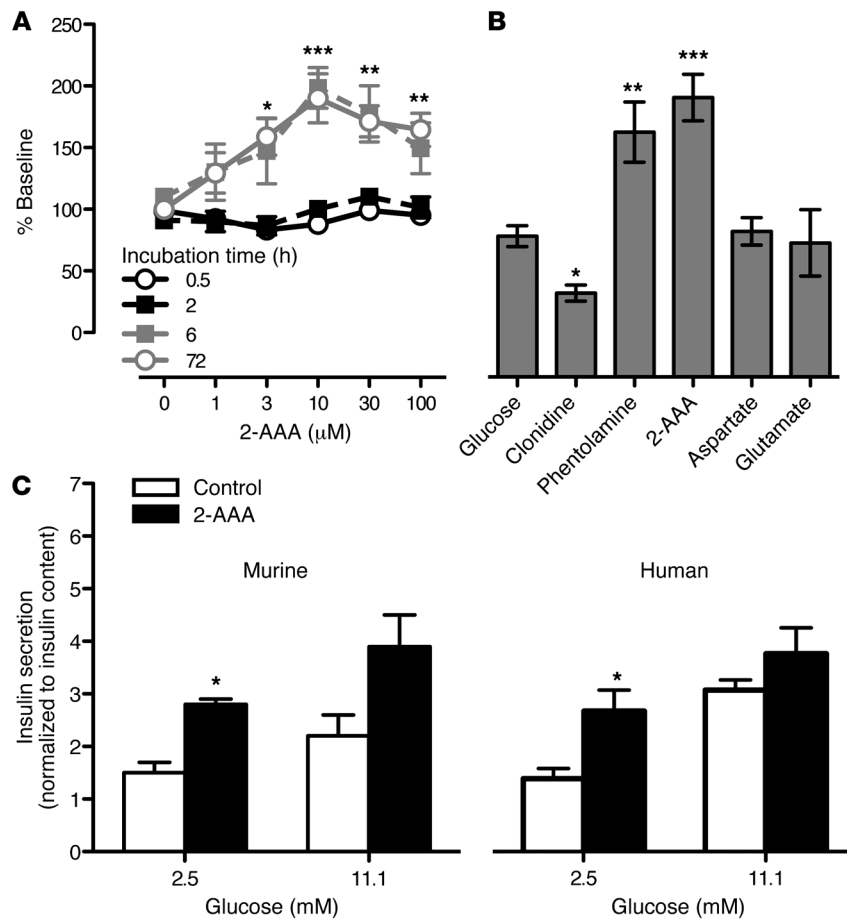 A
250
200
150
100
50
0
% Baseline
*
***
**
**
Incubation time (h)
0.5
2
6
72
0 1 3 10 30 100
2-AAA (μM)
B
*
**
***
Glucose
Clonidine
Phentolamine
2-AAA
Aspartate
Glutamate
C
7
6
5
4
3
2
1
0
Insulin secretion
(normalized to insulin content)
Control
2-AAA
Murine
*
2.5 11.1
Glucose (mM)
Human
*
2.5 11.1
Glucose (mM)